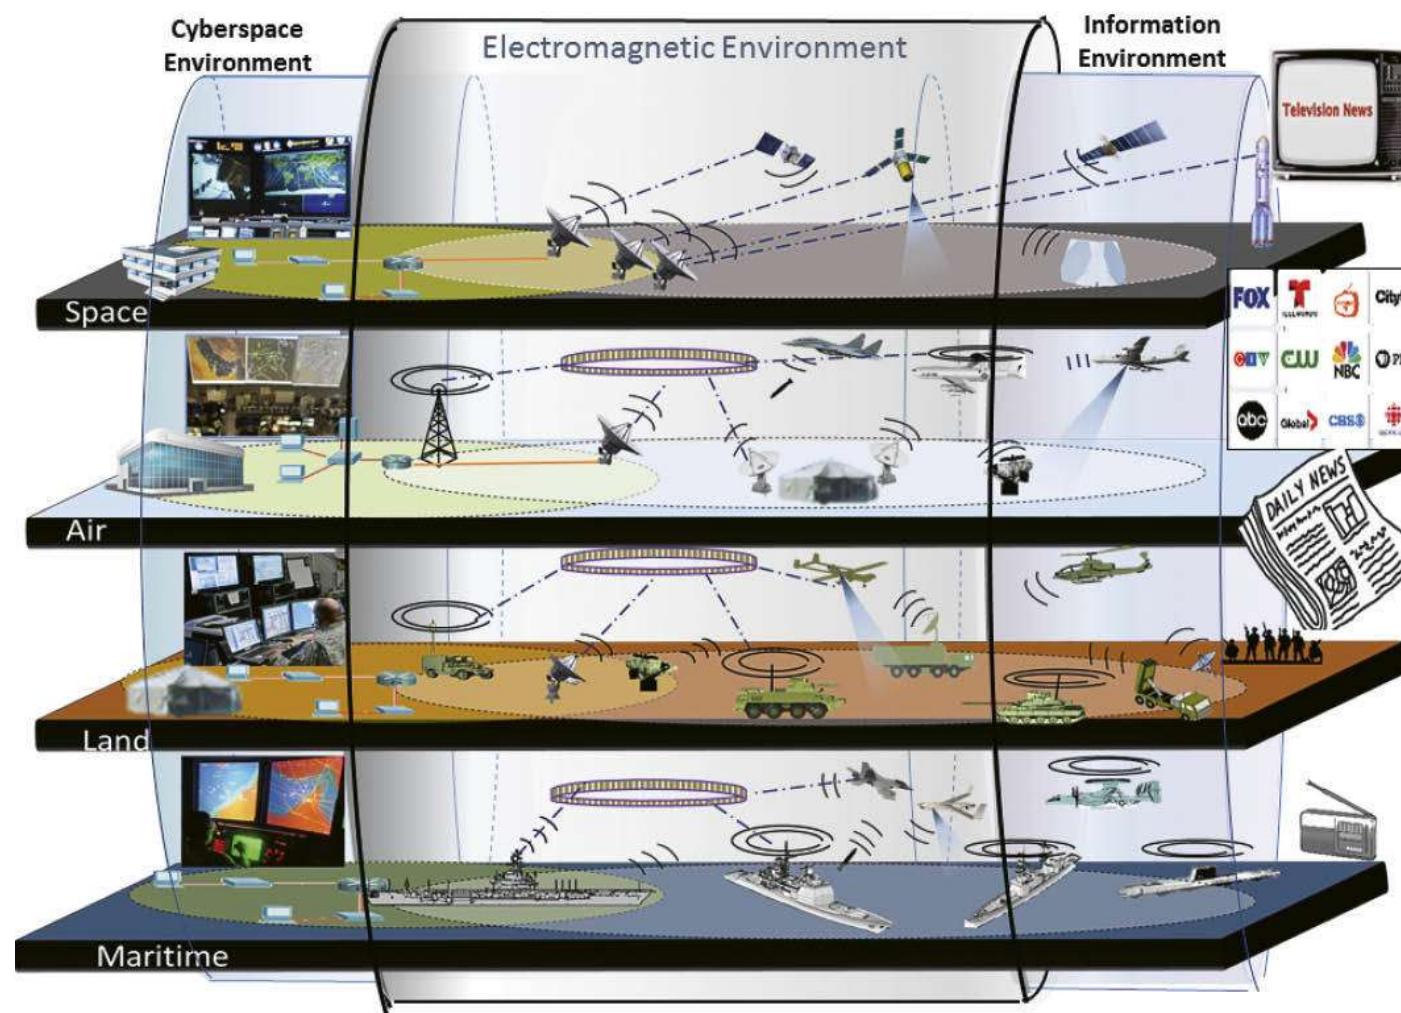 Cyberspace
Environment
Electromagnetic Environment
Information
Environment
Television News
Space
FOX
CTV
CW
NBC
abc
Global
CBS
Air
DAILY NEWS
Land
Maritime